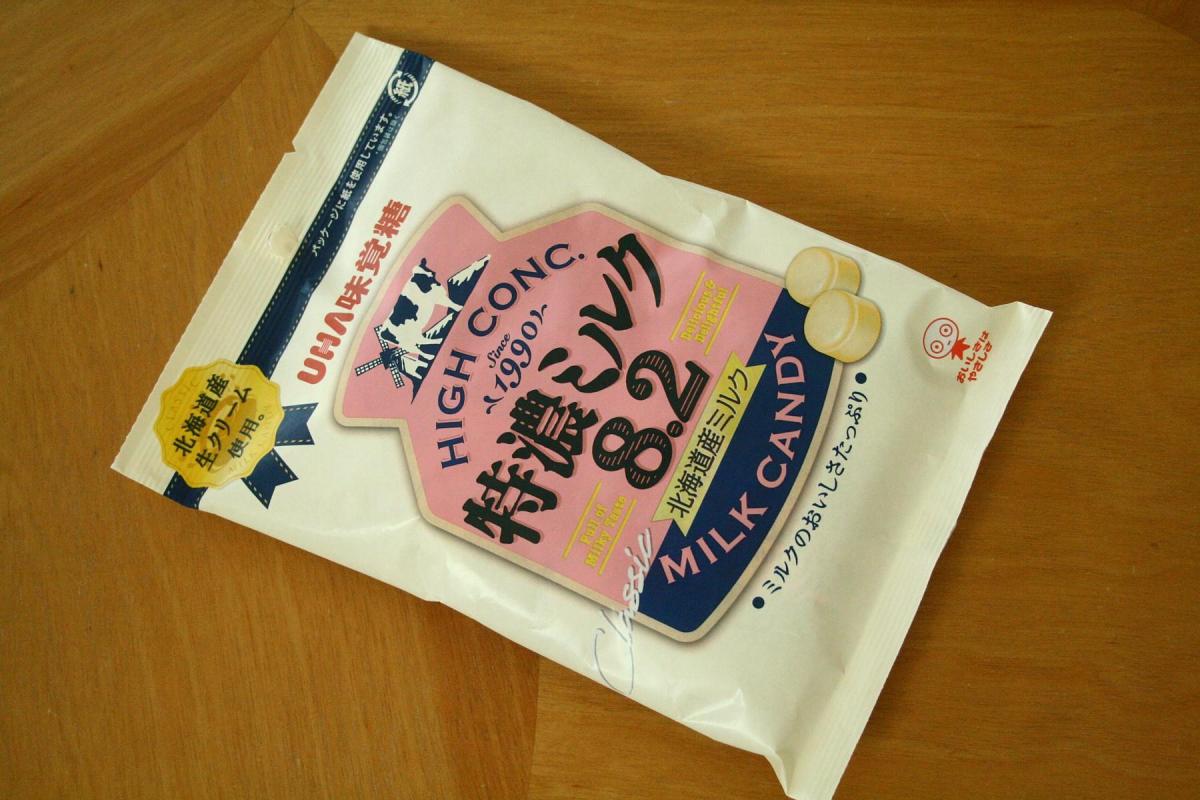 紙
パッケージに紙を使用しています。
UHA味覚糖
北海道産
生クリーム
使用。
HIGH CONC.
Since
1990
特濃ミルク
8.2
Delicious &
Delightful
Full of
Milky Taste
北海道産ミルク
MILK CANDY
Classic
●ミルクのおいしさたっぷり●
おいしさは
やさしさ